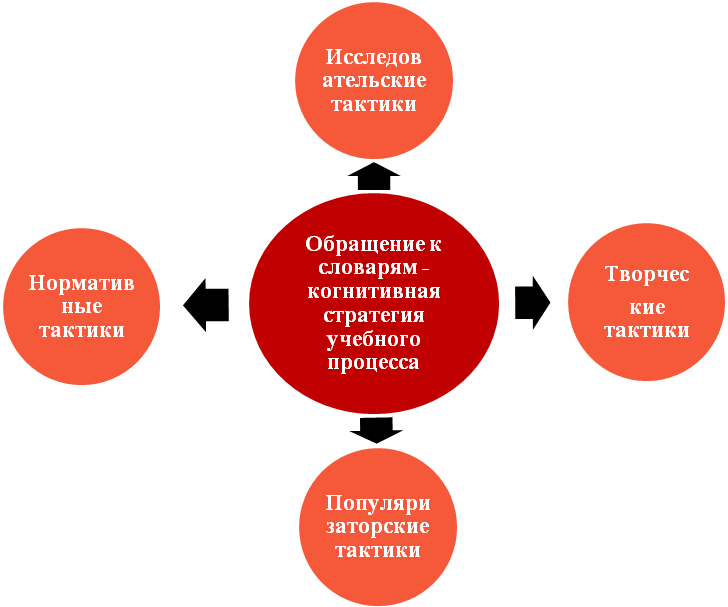 Исследов
ательские
тактики
Обращение к
словарям -
когнитивная
стратегия
учебного
процесса
Норматив
ные
тактики
Творчес
кие
тактики
Популяри
заторские
тактики